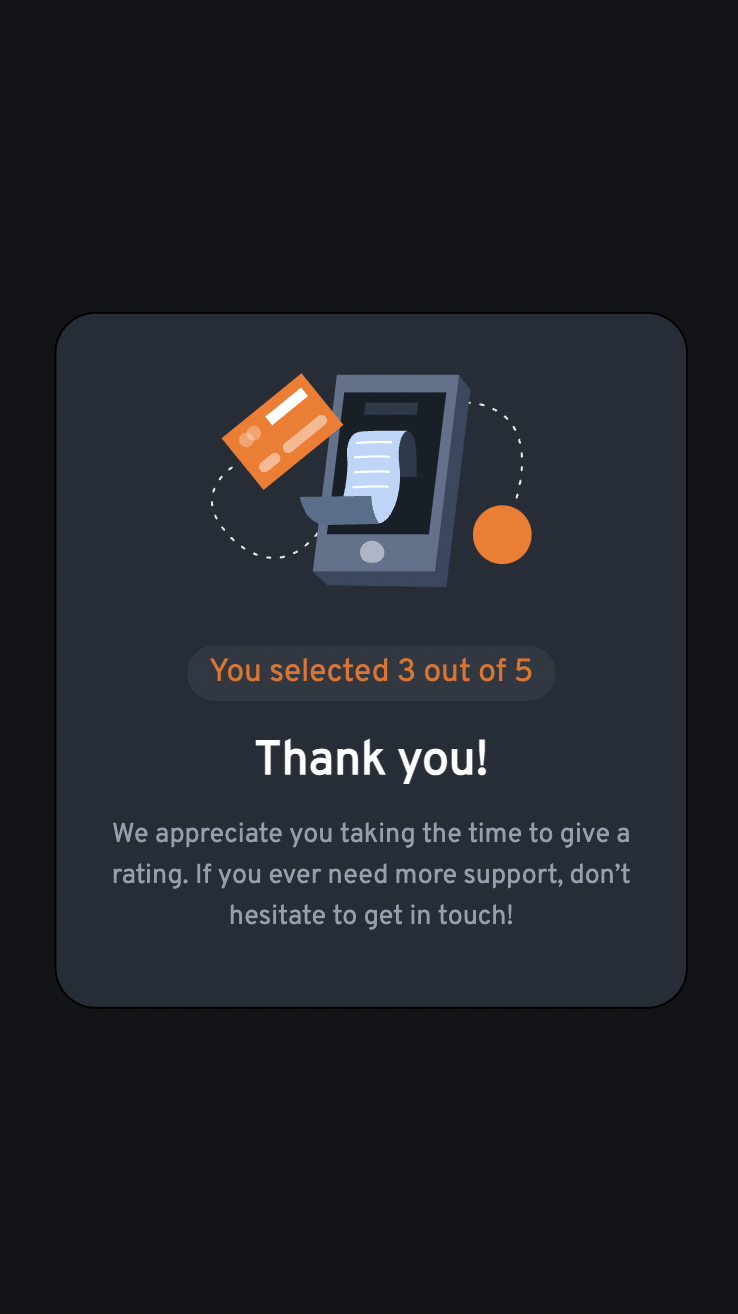 You selected 3 out of 5
Thank you!
We appreciate you taking the time to give a
rating. If you ever need more support, don’t
hesitate to get in touch!